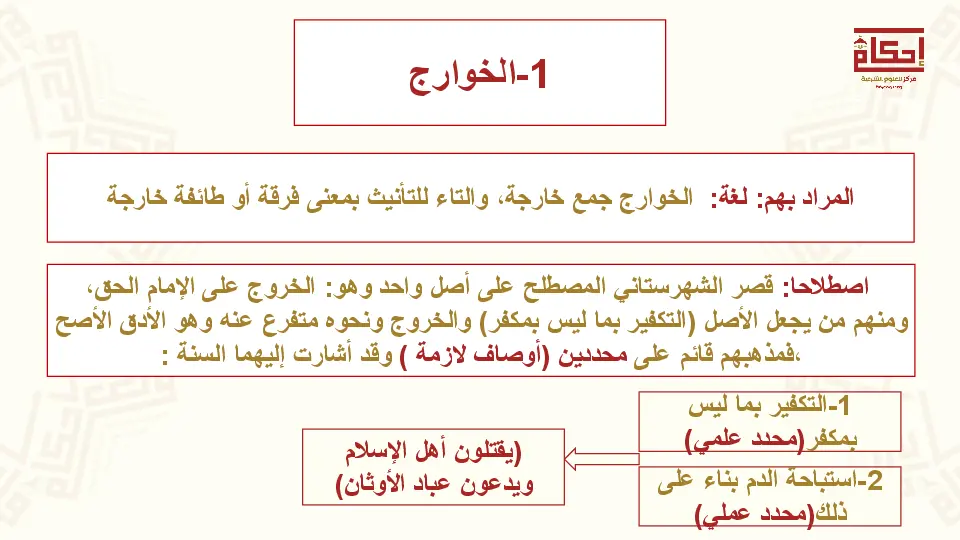 إحكام
مركز للعلوم الشرعية
1-الخوارج
المراد بهم: لغة: الخوارج جمع خارجة، والتاء للتأنيث بمعنى فرقة أو طائفة خارجة
اصطلاحا: قصر الشهرستاني المصطلح على أصل واحد وهو: الخروج على الإمام الحق،
ومنهم من يجعل الأصل (التكفير بما ليس بمكفر) والخروج ونحوه متفرع عنه وهو الأدق الأصح
،فمذهبهم قائم على محددين (أوصاف لازمة ) وقد أشارت إليهما السنة :
1-التكفير بما ليس
بمكفر(محدد علمي)
2-استباحة الدم بناء على
ذلك(محدد عملي)
(يقتلون أهل الإسلام
ويدعون عباد الأوثان)